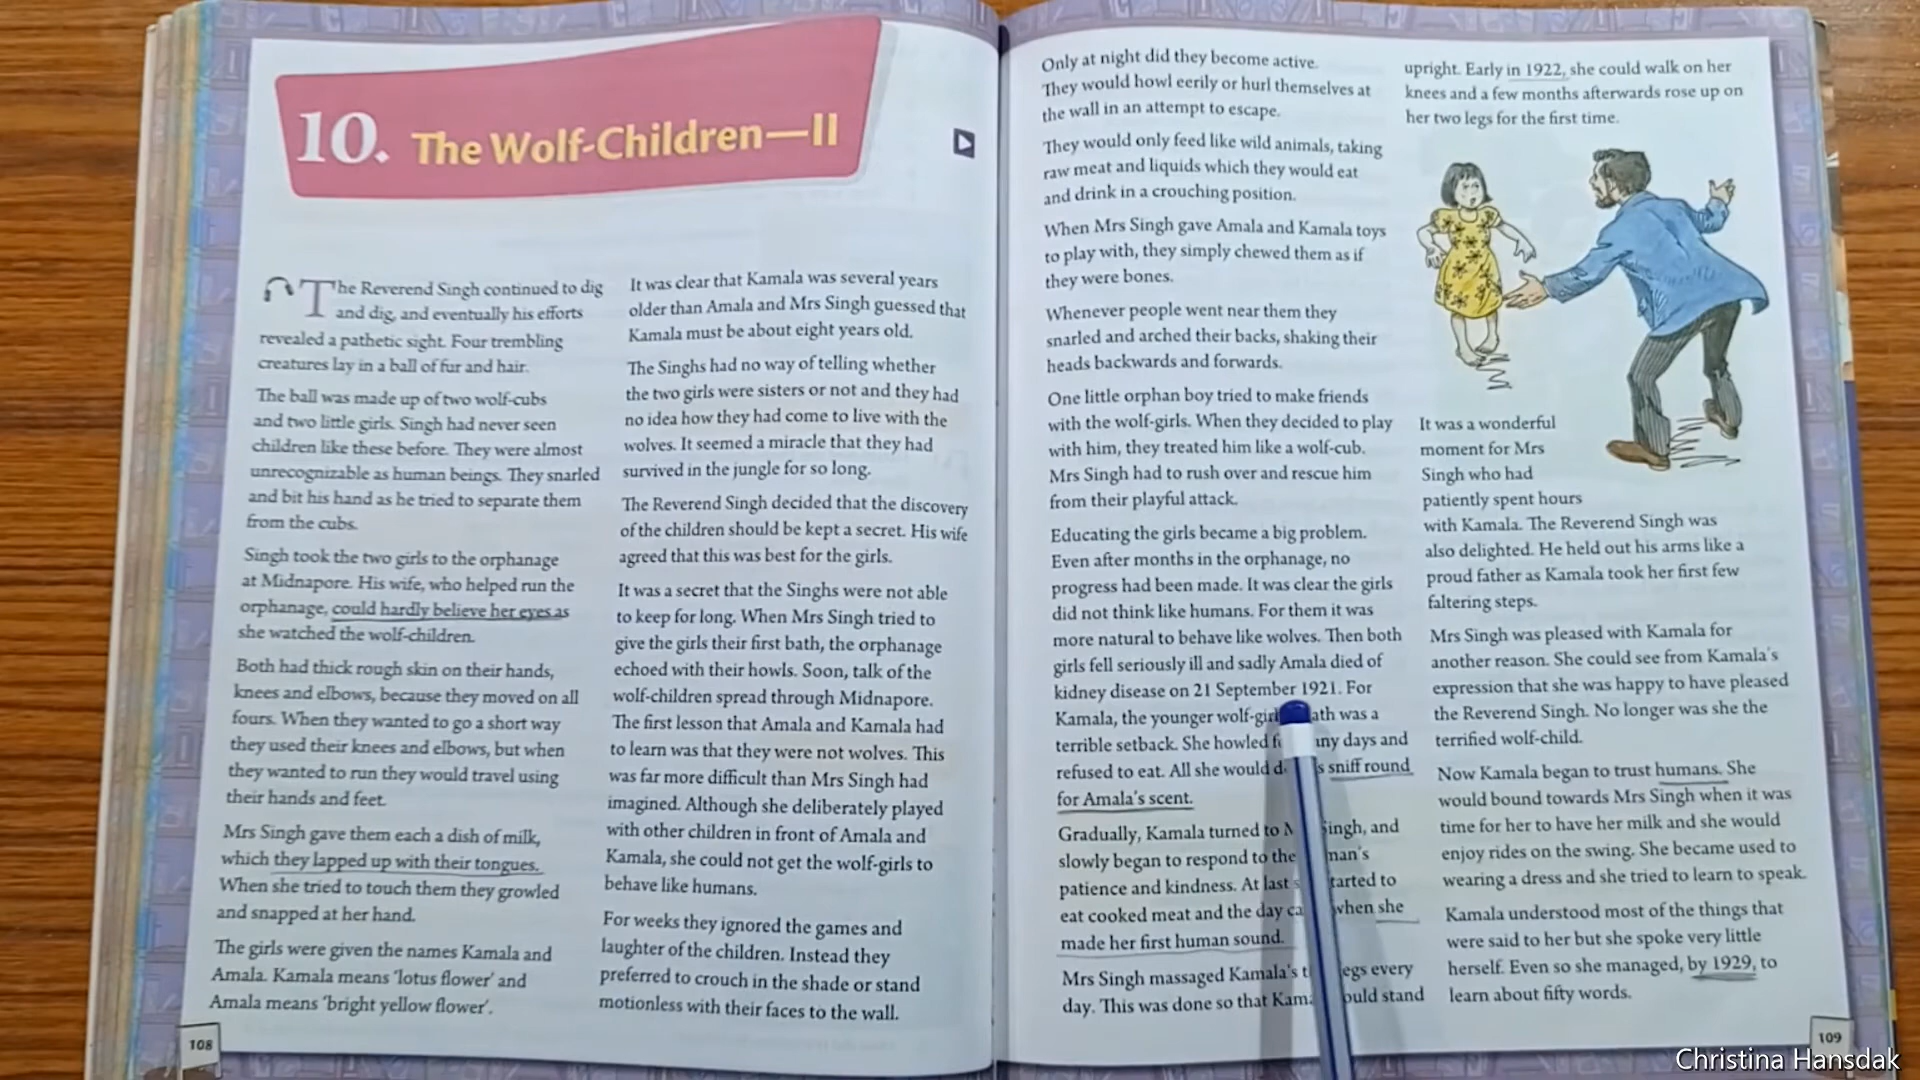 10. The Wolf-Children—II
The Reverend Singh continued to dig
and dig, and eventually his efforts
revealed a pathetic sight. Four trembling
creatures lay in a ball of fur and hair.
The ball was made up of two wolf-cubs
and two little girls. Singh had never seen
children like these before. They were almost
unrecognizable as human beings. They snarled
and bit his hand as he tried to separate them
from the cubs.
Singh took the two girls to the orphanage
at Midnapore. His wife, who helped run the
orphanage, could hardly believe her eyes as
she watched the wolf-children.
Both had thick rough skin on their hands,
knees and elbows, because they moved on all
fours. When they wanted to go a short way
they used their knees and elbows, but when
they wanted to run they would travel using
their hands and feet.
Mrs Singh gave them each a dish of milk,
which they lapped up with their tongues.
When she tried to touch them they growled
and snapped at her hand.
The girls were given the names Kamala and
Amala. Kamala means ‘lotus flower’ and
Amala means ‘bright yellow flower’.
108
It was clear that Kamala was several years
older than Amala and Mrs Singh guessed that
Kamala must be about eight years old.
The Singhs had no way of telling whether
the two girls were sisters or not and they had
no idea how they had come to live with the
wolves. It seemed a miracle that they had
survived in the jungle for so long.
The Reverend Singh decided that the discovery
of the children should be kept a secret. His wife
agreed that this was best for the girls.
It was a secret that the Singhs were not able
to keep for long. When Mrs Singh tried to
give the girls their first bath, the orphanage
echoed with their howls. Soon, talk of the
wolf-children spread through Midnapore.
The first lesson that Amala and Kamala had
to learn was that they were not wolves. This
was far more difficult than Mrs Singh had
imagined. Although she deliberately played
with other children in front of Amala and
Kamala, she could not get the wolf-girls to
behave like humans.
For weeks they ignored the games and
laughter of the children. Instead they
preferred to crouch in the shade or stand
motionless with their faces to the wall.
Only at night did they become active.
They would howl eerily or hurl themselves at
the wall in an attempt to escape.
They would only feed like wild animals, taking
raw meat and liquids which they would eat
and drink in a crouching position.
When Mrs Singh gave Amala and Kamala toys
to play with, they simply chewed them as if
they were bones.
Whenever people went near them they
snarled and arched their backs, shaking their
heads backwards and forwards.
One little orphan boy tried to make friends
with the wolf-girls. When they decided to play
with him, they treated him like a wolf-cub.
Mrs Singh had to rush over and rescue him
from their playful attack.
Educating the girls became a big problem.
Even after months in the orphanage, no
progress had been made. It was clear the girls
did not think like humans. For them it was
more natural to behave like wolves. Then both
girls fell seriously ill and sadly Amala died of
kidney disease on 21 September 1921. For
Kamala, the younger was a
terrible setback. She howled days and
refused to eat. All she would sniff round
for Amala's scent.
Gradually, Kamala turned to Singh, and
slowly began to respond to the
patience and kindness. At last to
eat cooked meat and the day when she
made her first human sound.
Mrs Singh massaged Kamala's every
day. This was done so that stand
upright. Early in 1922, she could walk on her
knees and a few months afterwards rose up on
her two legs for the first time.
It was a wonderful
moment for Mrs
Singh who had
patiently spent hours
with Kamala. The Reverend Singh was
also delighted. He held out his arms like a
proud father as Kamala took her first few
faltering steps.
Mrs Singh was pleased with Kamala for
another reason. She could see from Kamala's
expression that she was happy to have pleased
the Reverend Singh. No longer was she the
terrified wolf-child.
Now Kamala began to trust humans. She
would bound towards Mrs Singh when it was
time for her to have her milk and she would
enjoy rides on the swing. She became used to
wearing a dress and she tried to learn to speak.
Kamala understood most of the things that
were said to her but she spoke very little
herself. Even so she managed, by 1929, to
learn about fifty words.
109
Christina Hansdak